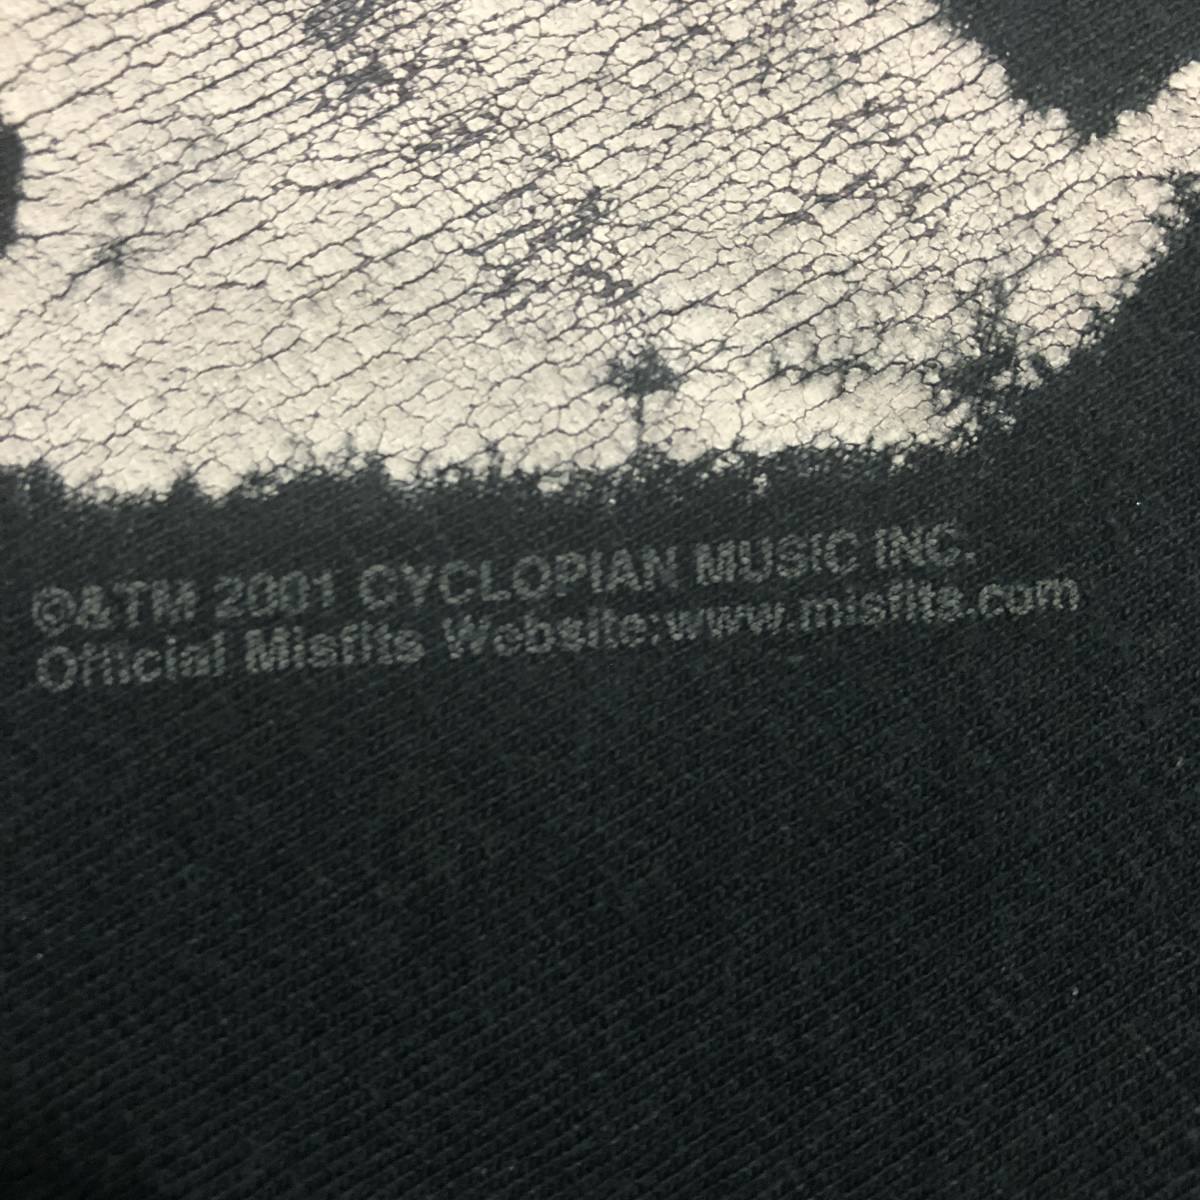 ©&TM 2001 CYCLOPIAN MUSIC INC.
Official Misfits Website:www.misfits.com